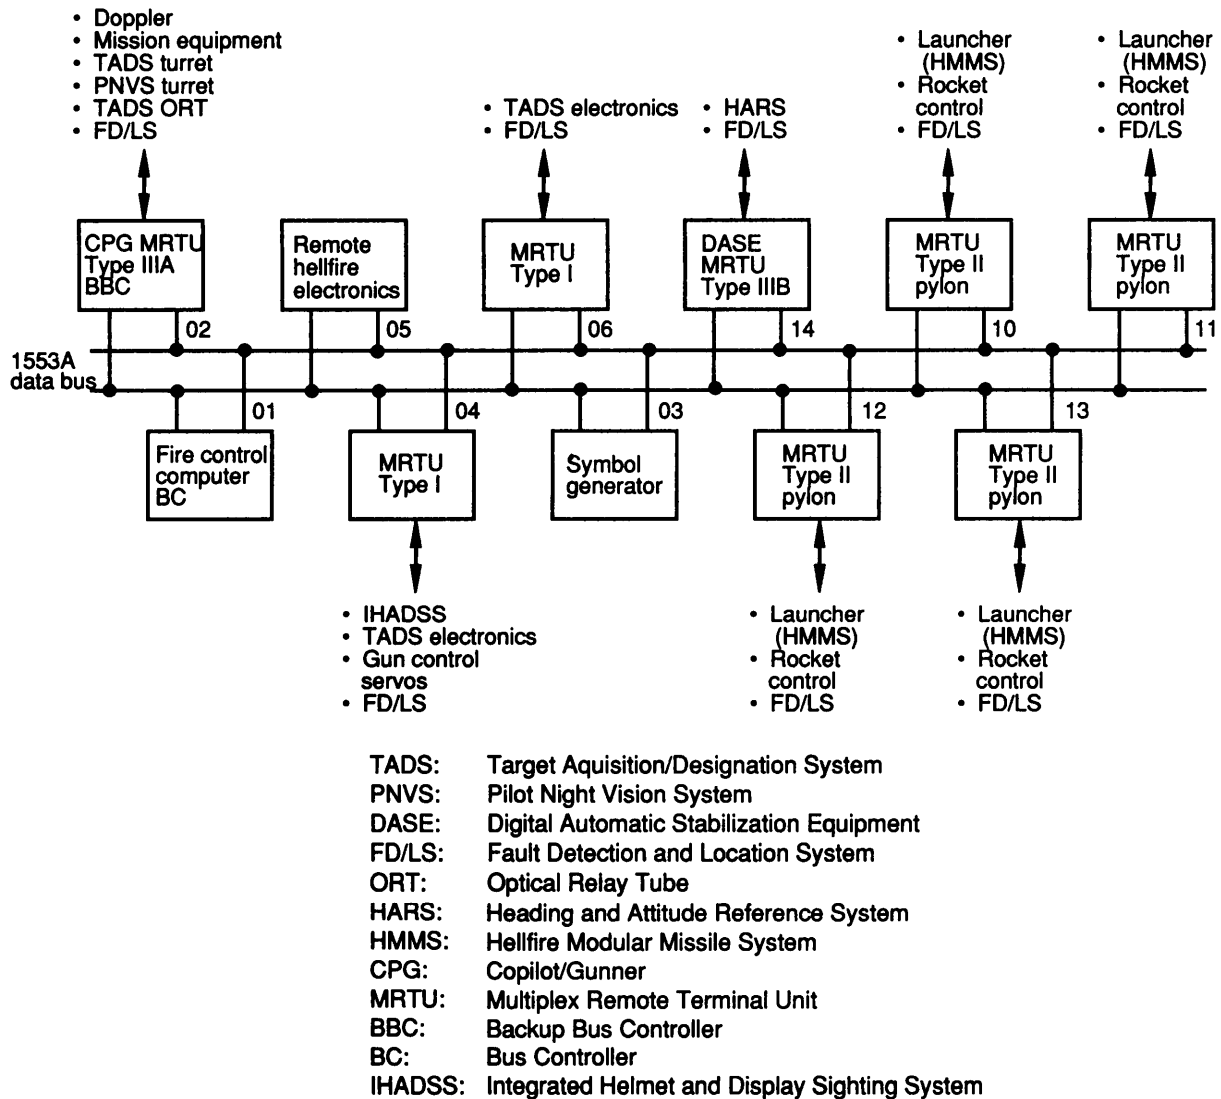 • Doppler
• Mission equipment
• TADS turret
• PNVS turret
• TADS ORT
• FD/LS
• TADS electronics
• FD/LS
• HARS
• FD/LS
• Launcher
(HMMS)
• Rocket
control
• FD/LS
• Launcher
(HMMS)
• Rocket
control
• FD/LS
CPG MRTU
Type IIIA
BBC
Remote
hellfire
electronics
MRTU
Type I
DASE
MRTU
Type IIIB
MRTU
Type II
pylon
MRTU
Type II
pylon
02
05
06
14
10
11
1553A
data bus
01
04
03
12
13
Fire control
computer
BC
MRTU
Type I
Symbol
generator
MRTU
Type II
pylon
MRTU
Type II
pylon
• IHADSS
• TADS electronics
• Gun control
servos
• FD/LS
• Launcher
(HMMS)
• Rocket
control
• FD/LS
• Launcher
(HMMS)
• Rocket
control
• FD/LS
TADS: Target Aquisition/Designation System
PNVS: Pilot Night Vision System
DASE: Digital Automatic Stabilization Equipment
FD/LS: Fault Detection and Location System
ORT: Optical Relay Tube
HARS: Heading and Attitude Reference System
HMMS: Hellfire Modular Missile System
CPG: Copilot/Gunner
MRTU: Multiplex Remote Terminal Unit
BBC: Backup Bus Controller
BC: Bus Controller
IHADSS: Integrated Helmet and Display Sighting System